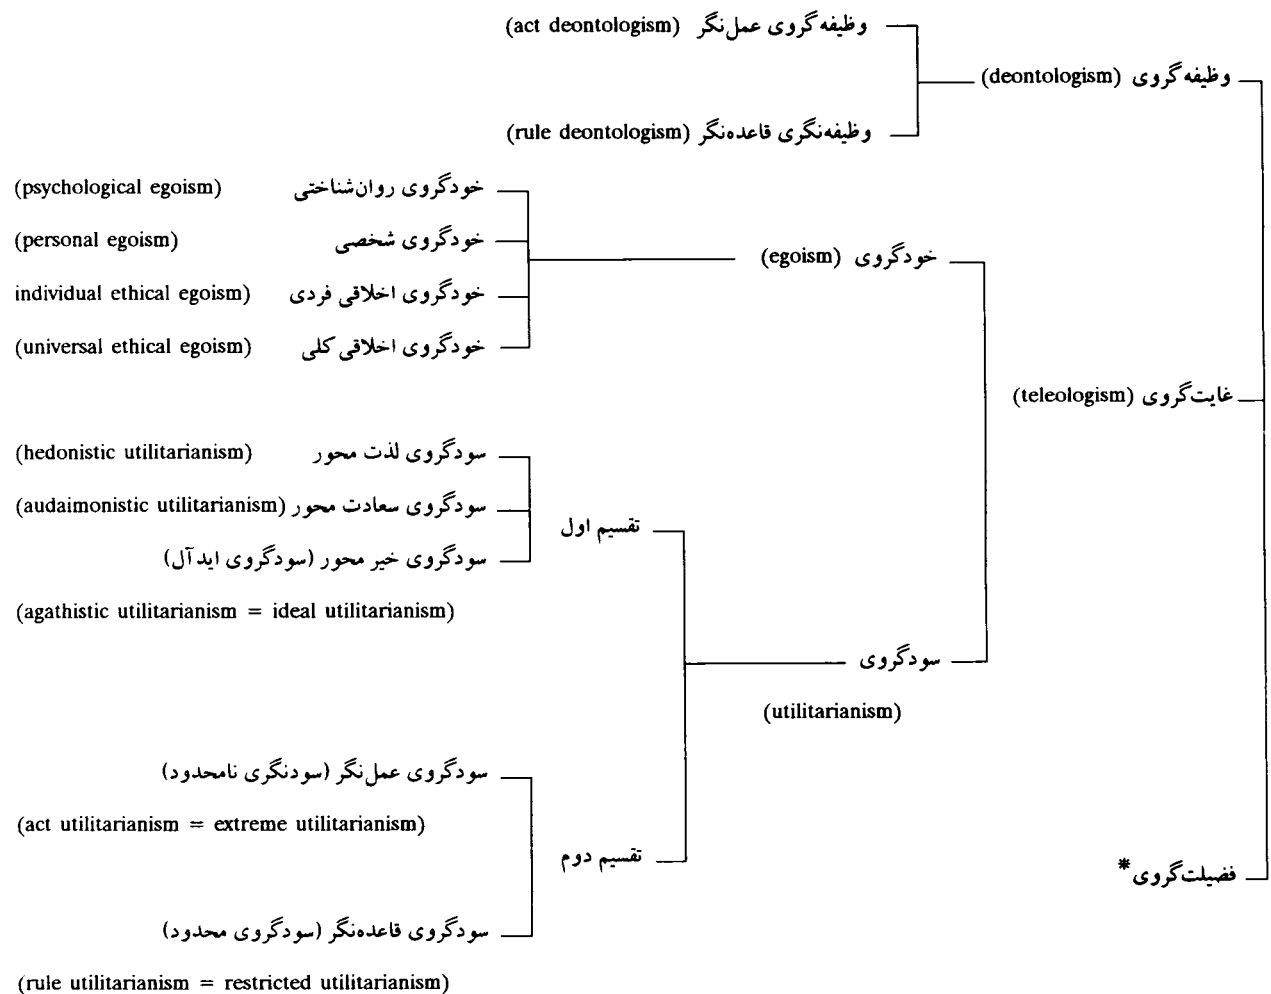 وظیفه‌گروی عمل‌نگر (act deontologism)
وظیفه‌گروی (deontologism)
وظیفه‌نگری قاعده‌نگر (rule deontologism)
خودگروی روان‌شناختی (psychological egoism)
خودگروی شخصی (personal egoism)
خودگروی (egoism)
خودگروی اخلاقی فردی individual ethical egoism)
خودگروی اخلاقی کلی (universal ethical egoism)
غایت‌گروی (teleologism)
سودگروی لذت محور (hedonistic utilitarianism)
سودگروی سعادت محور (audaimonistic utilitarianism)
تقسیم اول
سودگروی خیر محور (سودگروی ایدآل)
(agathistic utilitarianism = ideal utilitarianism)
سودگروی
(utilitarianism)
سودگروی عمل‌نگر (سودنگری نامحدود)
(act utilitarianism = extreme utilitarianism)
تقسیم دوم
فضیلت‌گروی*
سودگروی قاعده‌نگر (سودگروی محدود)
(rule utilitarianism = restricted utilitarianism)